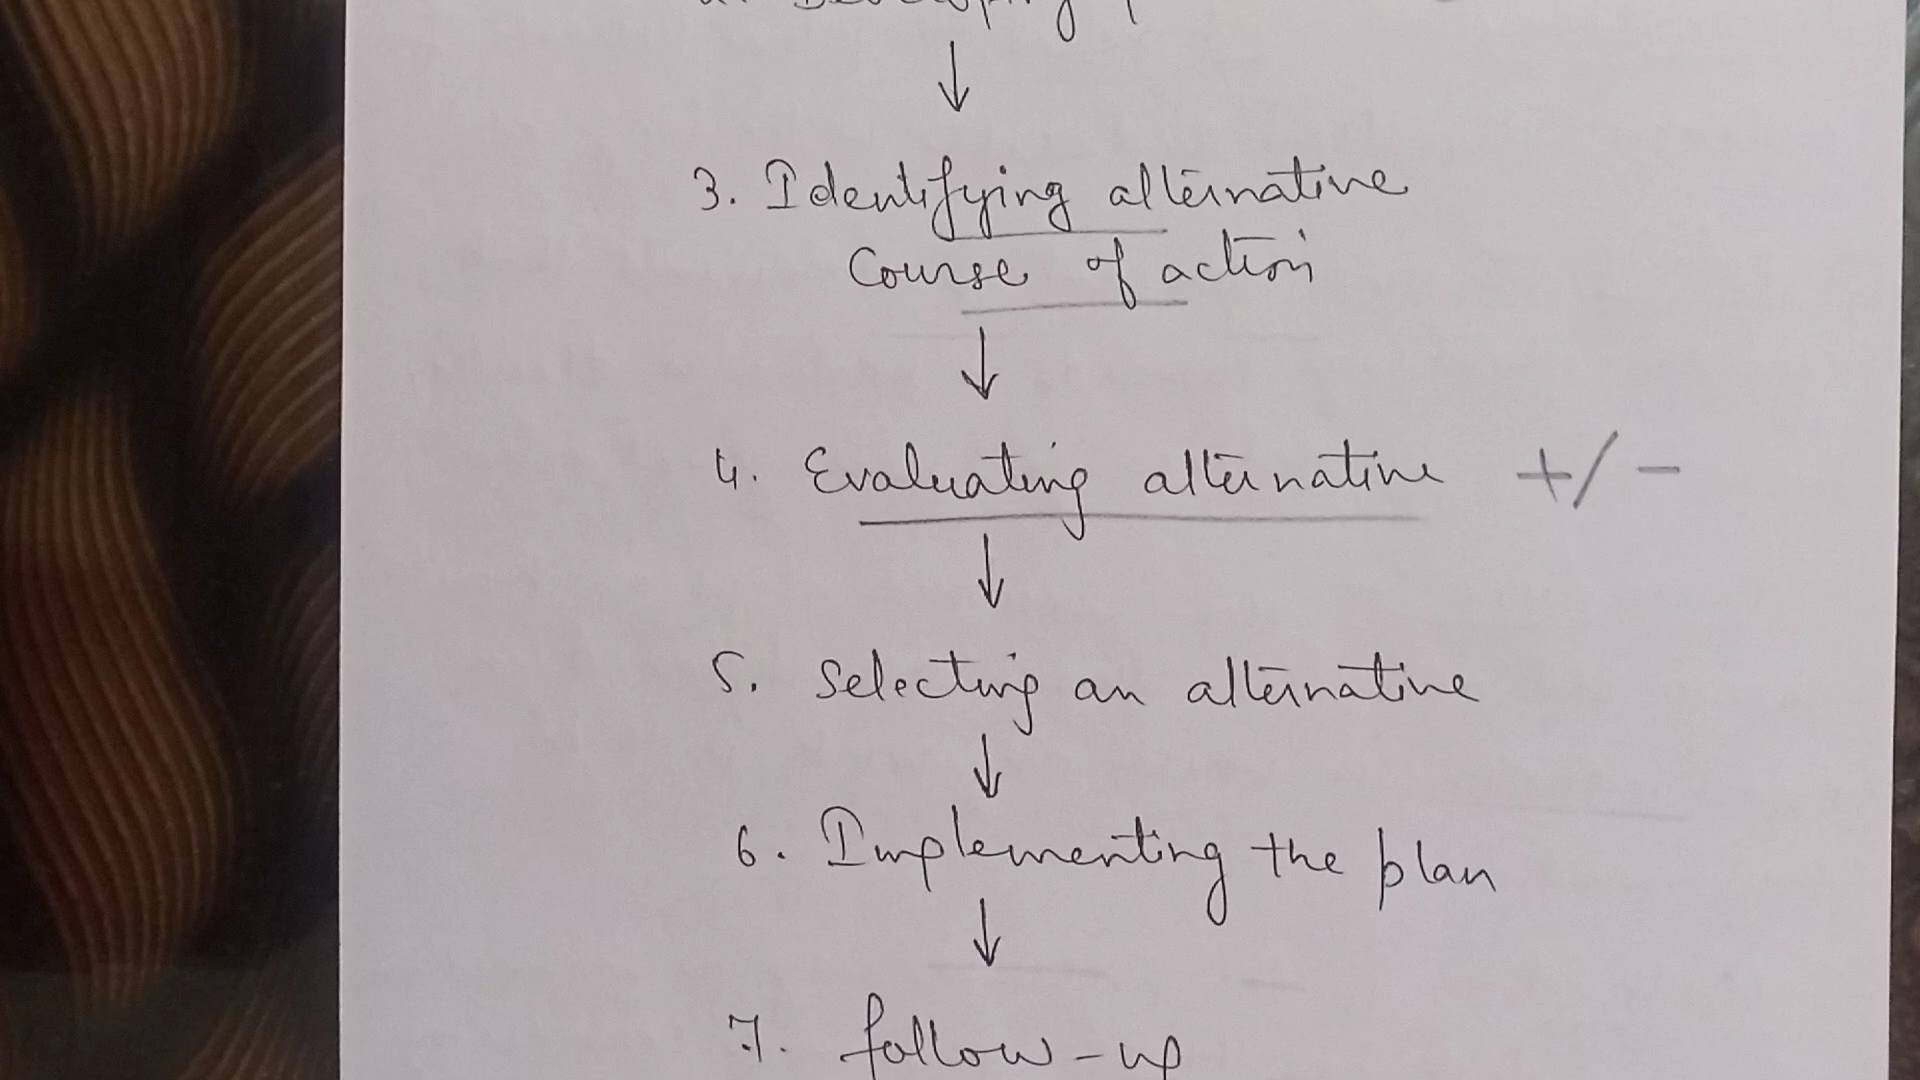 ↓
3. Identifying alternative
Course of action
↓
4. Evaluating alternative +/-
↓
5. Selecting an alternative
↓
6. Implementing the plan
↓
7. follow-up